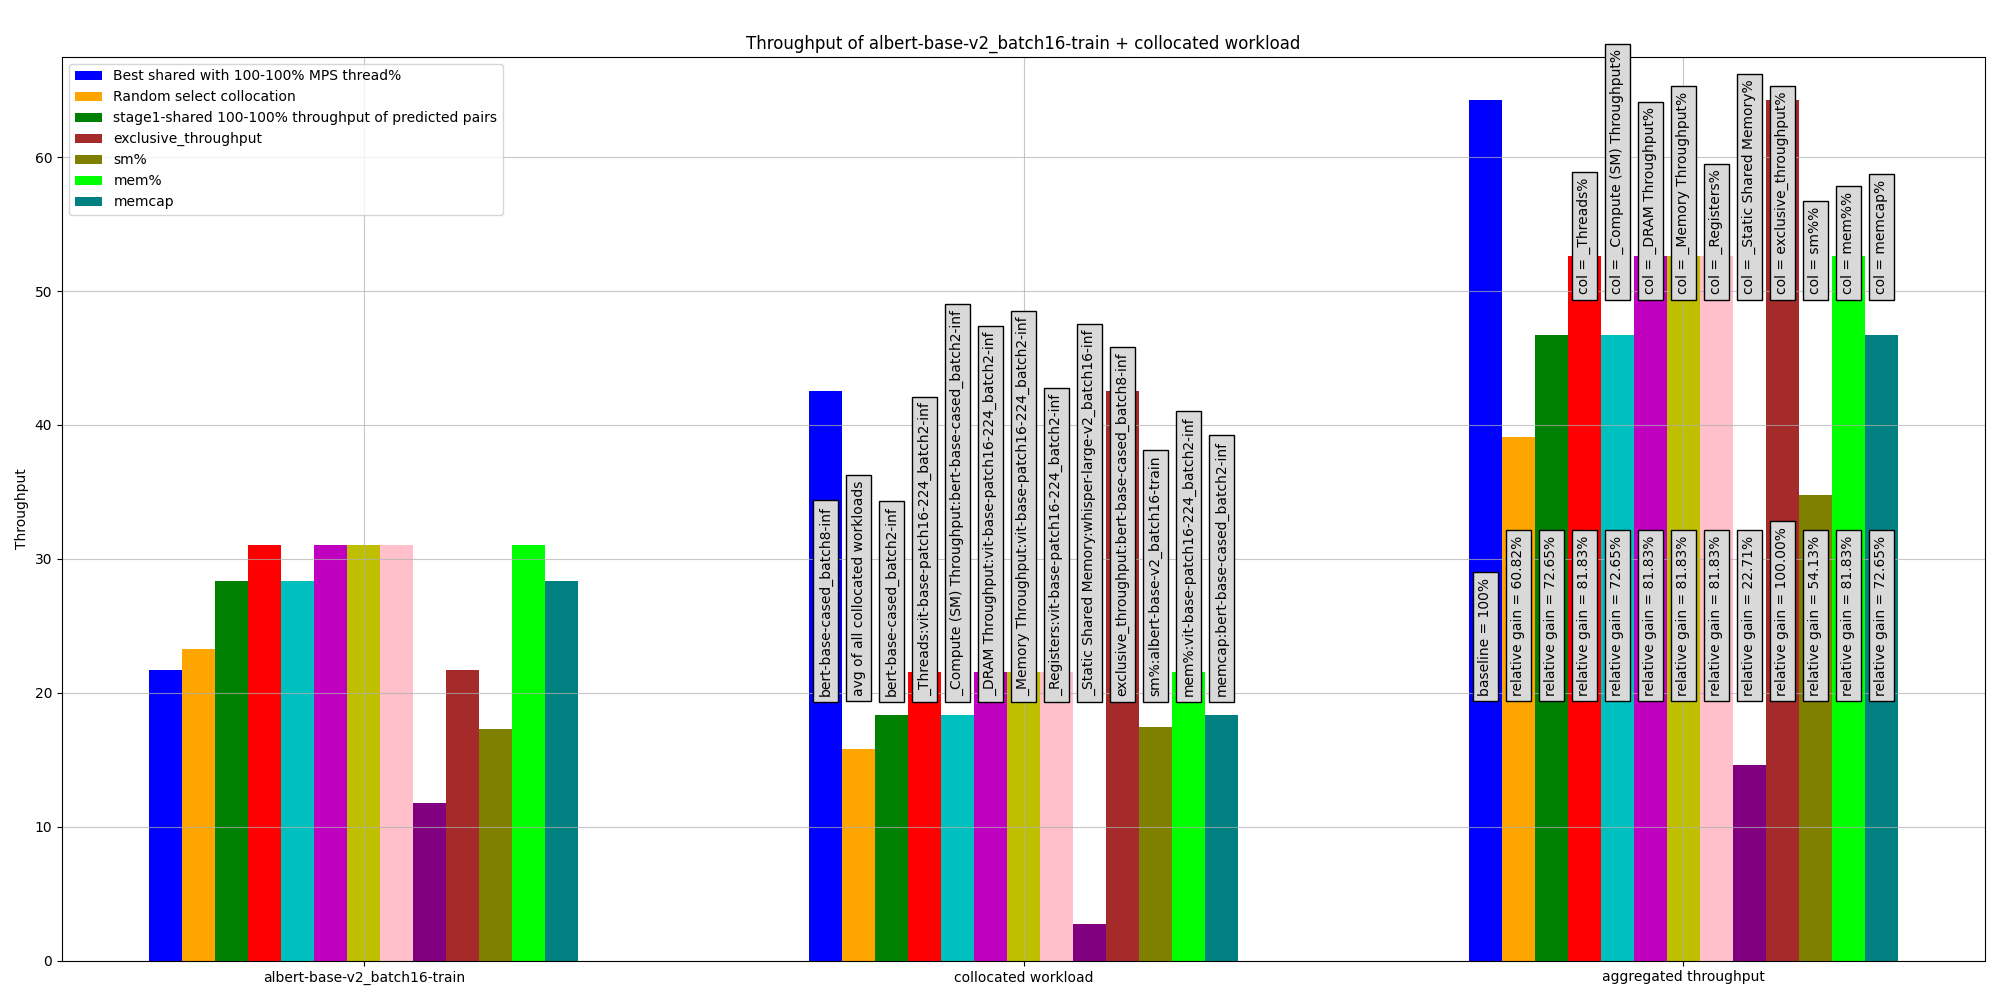 Throughput of albert-base-v2_batch16-train + collocated workload
Best shared with 100-100% MPS thread%
Random select collocation
stage1-shared 100-100% throughput of predicted pairs
exclusive_throughput
sm%
mem%
memcap
Throughput
60
50
40
30
20
10
0
bert-base-cased_batch8-inf
avg of all collocated workloads
bert-base-cased_batch2-inf
_Threads:vit-base-patch16-224_batch2-inf
_Compute (SM) Throughput:bert-base-cased_batch2-inf
_DRAM Throughput:vit-base-patch16-224_batch2-inf
_Memory Throughput:vit-base-patch16-224_batch2-inf
_Registers:vit-base-patch16-224_batch2-inf
_Static Shared Memory:whisper-large-v2_batch16-inf
exclusive_throughput:bert-base-cased_batch8-inf
sm%:albert-base-v2_batch16-train
mem%:vit-base-patch16-224_batch2-inf
memcap:bert-base-cased_batch2-inf
col = _Threads%
col = _Compute (SM) Throughput%
col = _DRAM Throughput%
col = _Memory Throughput%
col = _Registers%
col = _Static Shared Memory%
col = exclusive_throughput%
col = sm%%
col = mem%%
col = memcap%
baseline = 100%
relative gain = 60.82%
relative gain = 72.65%
relative gain = 81.83%
relative gain = 72.65%
relative gain = 81.83%
relative gain = 81.83%
relative gain = 81.83%
relative gain = 22.71%
relative gain = 100.00%
relative gain = 54.13%
relative gain = 81.83%
relative gain = 72.65%
albert-base-v2_batch16-train
collocated workload
aggregated throughput